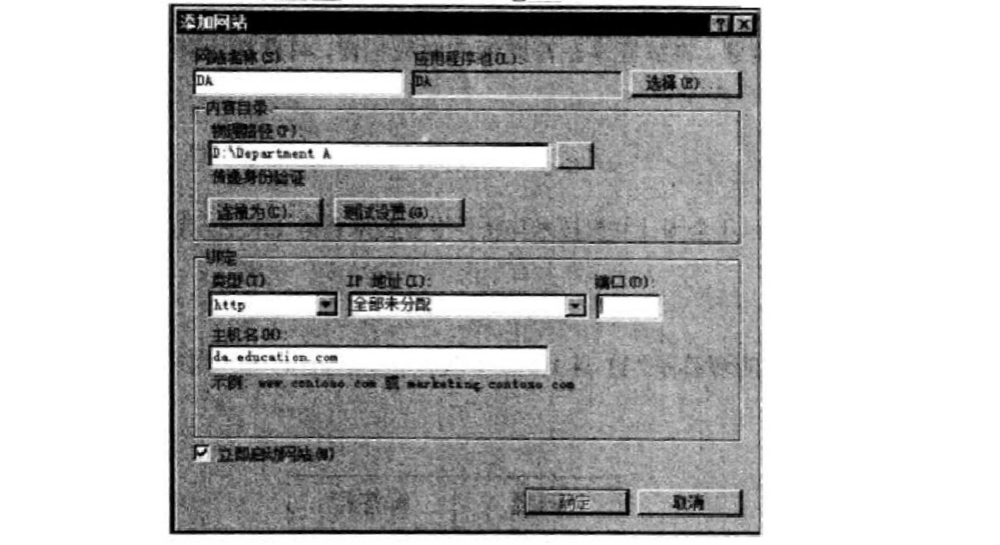 添加网站
网站名称(S):
应用程序池(L):
DA
DA
选择(E)...
内容目录
物理路径(P):
D:\Department A
...
传递身份验证
连接为(C)...
测试设置(G)...
绑定
类型(T):
IP 地址(I):
端口(O):
http
全部未分配
主机名(H):
da.education.com
示例: www.contoso.com 或 marketing.contoso.com
立即启动网站(M)
确定
取消